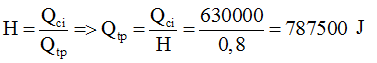 H = Q_ci / Q_tp => Q_tp = Q_ci / H = 630000 / 0,8 = 787500 J